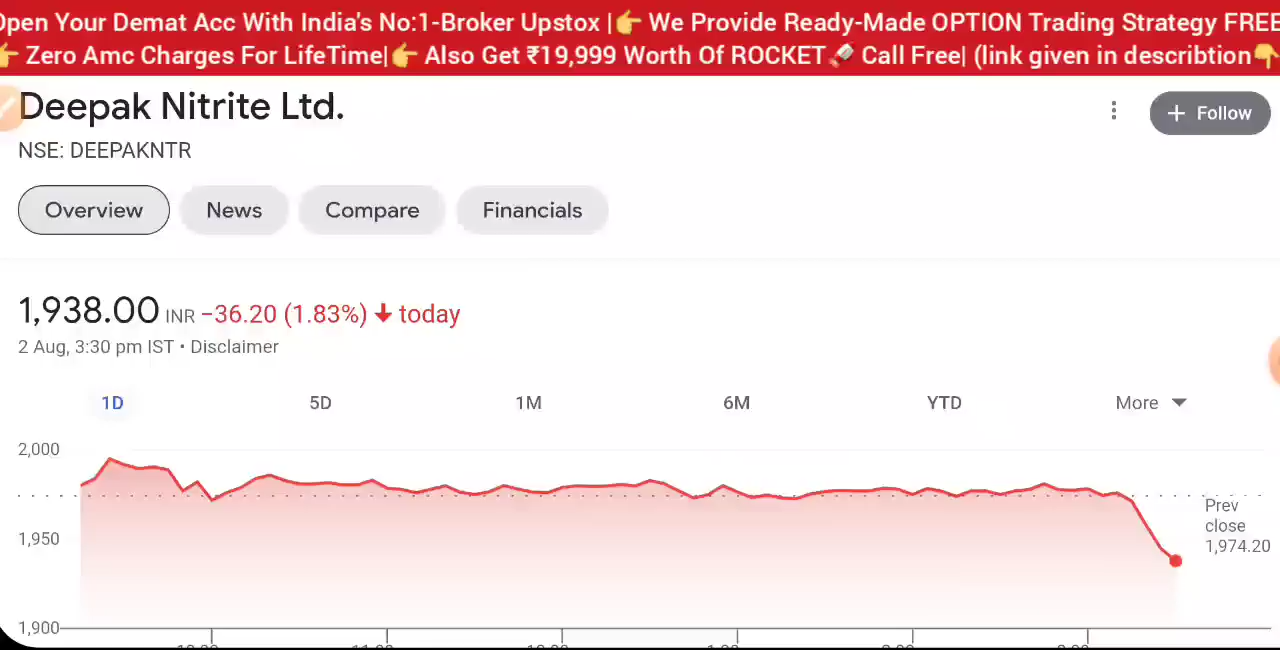 Open Your Demat Acc With India's No:1-Broker Upstox |👉 We Provide Ready-Made OPTION Trading Strategy FREE
👉 Zero Amc Charges For LifeTime|👉 Also Get ₹19,999 Worth Of ROCKET🚀 Call Free| (link given in describtion👇
Deepak Nitrite Ltd.
+ Follow
NSE: DEEPAKNTR
Overview News Compare Financials
1,938.00 INR −36.20 (1.83%) ↓ today
2 Aug, 3:30 pm IST • Disclaimer
1D 5D 1M 6M YTD More
2,000
Prev
close
1,974.20
1,950
1,900